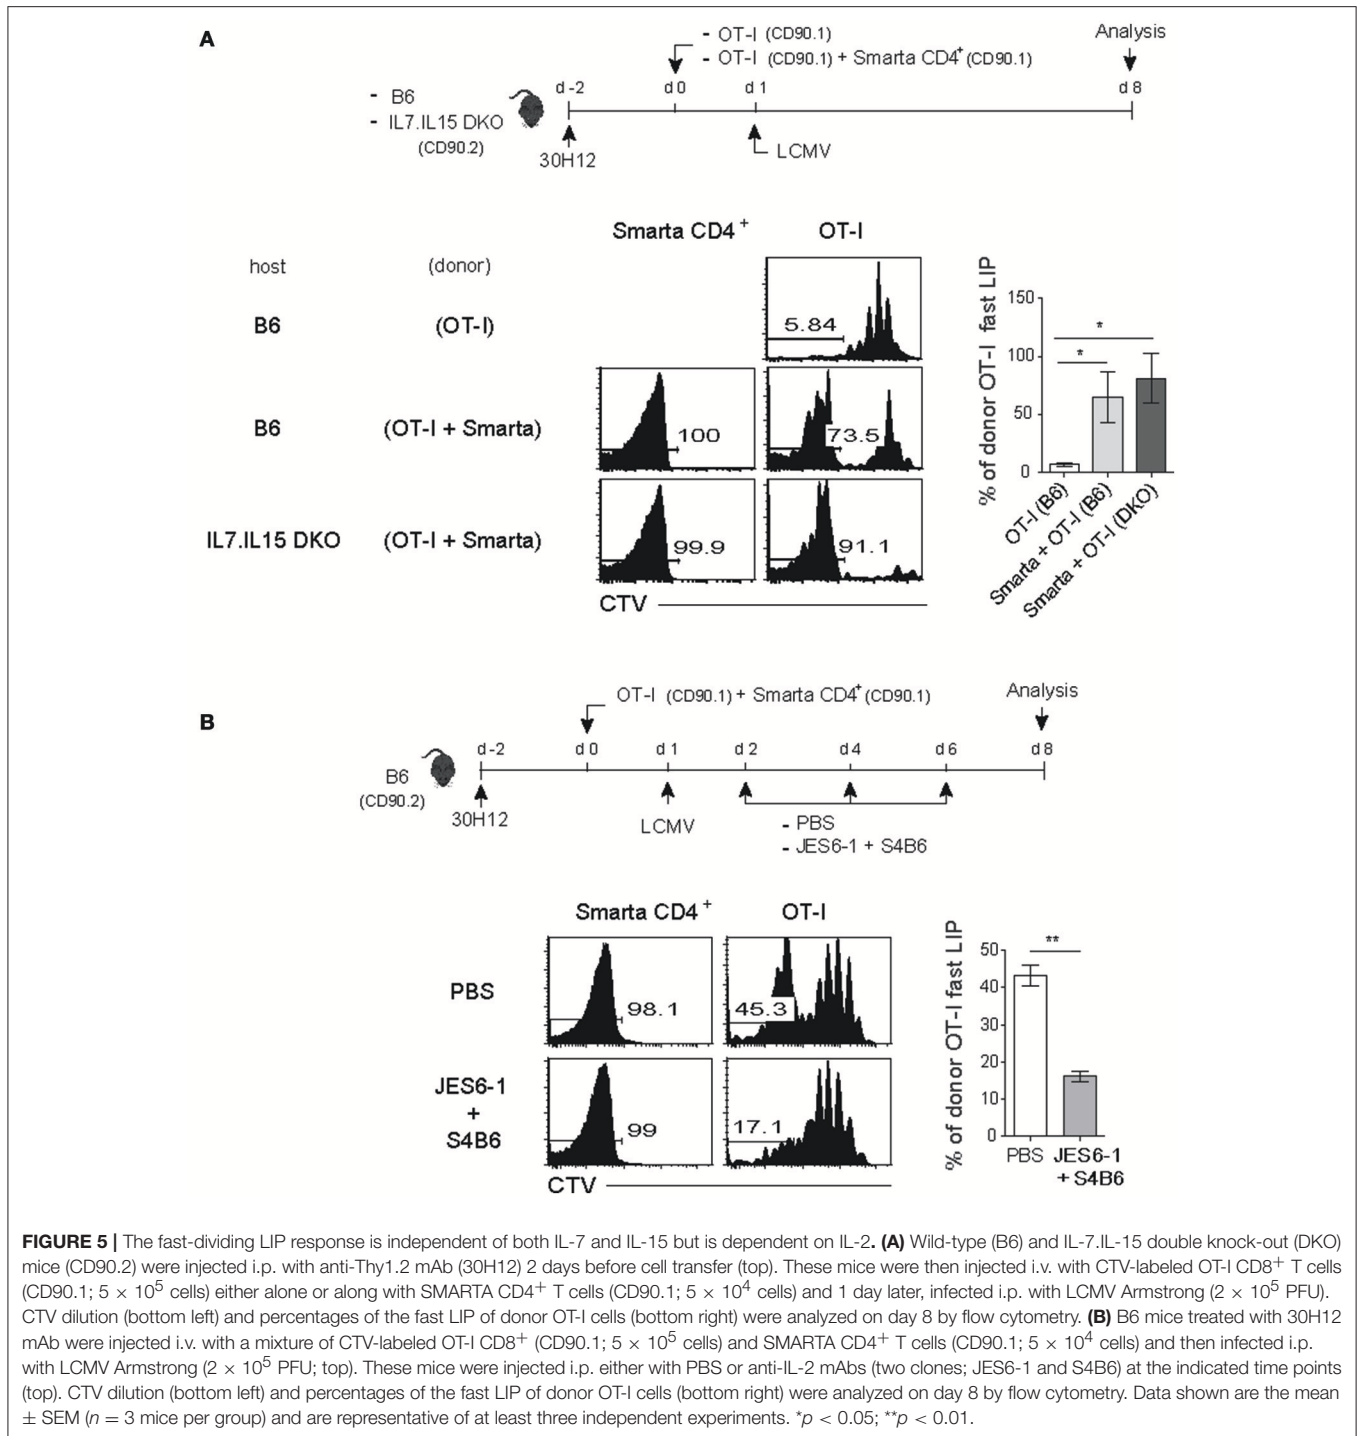 A
- OT-I (CD90.1)
- OT-I (CD90.1) + Smarta CD4+ (CD90.1)
Analysis
- B6
- IL7.IL15 DKO
(CD90.2)
d -2
d 0
d 1
d 8
30H12
LCMV
Smarta CD4+
OT-I
host
(donor)
B6
(OT-I)
5.84
B6
(OT-I + Smarta)
100
73.5
IL7.IL15 DKO
(OT-I + Smarta)
99.9
91.1
CTV
% of donor OT-I fast LIP
150
100
50
0
*
*
OT-I (B6)
Smarta + OT-I (B6)
Smarta + OT-I (DKO)
B
OT-I (CD90.1) + Smarta CD4+ (CD90.1)
Analysis
B6
(CD90.2)
d -2
d 0
d 1
d 2
d 4
d 6
d 8
30H12
LCMV
- PBS
- JES6-1 + S4B6
Smarta CD4+
OT-I
PBS
98.1
45.3
JES6-1
+
S4B6
99
17.1
CTV
% of donor OT-I fast LIP
50
40
30
20
10
0
**
PBS
JES6-1
+ S4B6
FIGURE 5 | The fast-dividing LIP response is independent of both IL-7 and IL-15 but is dependent on IL-2. (A) Wild-type (B6) and IL-7.IL-15 double knock-out (DKO)
mice (CD90.2) were injected i.p. with anti-Thy1.2 mAb (30H12) 2 days before cell transfer (top). These mice were then injected i.v. with CTV-labeled OT-I CD8+ T cells
(CD90.1; 5 × 10⁵ cells) either alone or along with SMARTA CD4+ T cells (CD90.1; 5 × 10⁴ cells) and 1 day later, infected i.p. with LCMV Armstrong (2 × 10⁵ PFU).
CTV dilution (bottom left) and percentages of the fast LIP of donor OT-I cells (bottom right) were analyzed on day 8 by flow cytometry. (B) B6 mice treated with 30H12
mAb were injected i.v. with a mixture of CTV-labeled OT-I CD8+ (CD90.1; 5 × 10⁵ cells) and SMARTA CD4+ T cells (CD90.1; 5 × 10⁴ cells) and then infected i.p.
with LCMV Armstrong (2 × 10⁵ PFU; top). These mice were injected i.p. either with PBS or anti-IL-2 mAbs (two clones; JES6-1 and S4B6) at the indicated time points
(top). CTV dilution (bottom left) and percentages of the fast LIP of donor OT-I cells (bottom right) were analyzed on day 8 by flow cytometry. Data shown are the mean
± SEM (n = 3 mice per group) and are representative of at least three independent experiments. *p < 0.05; **p < 0.01.